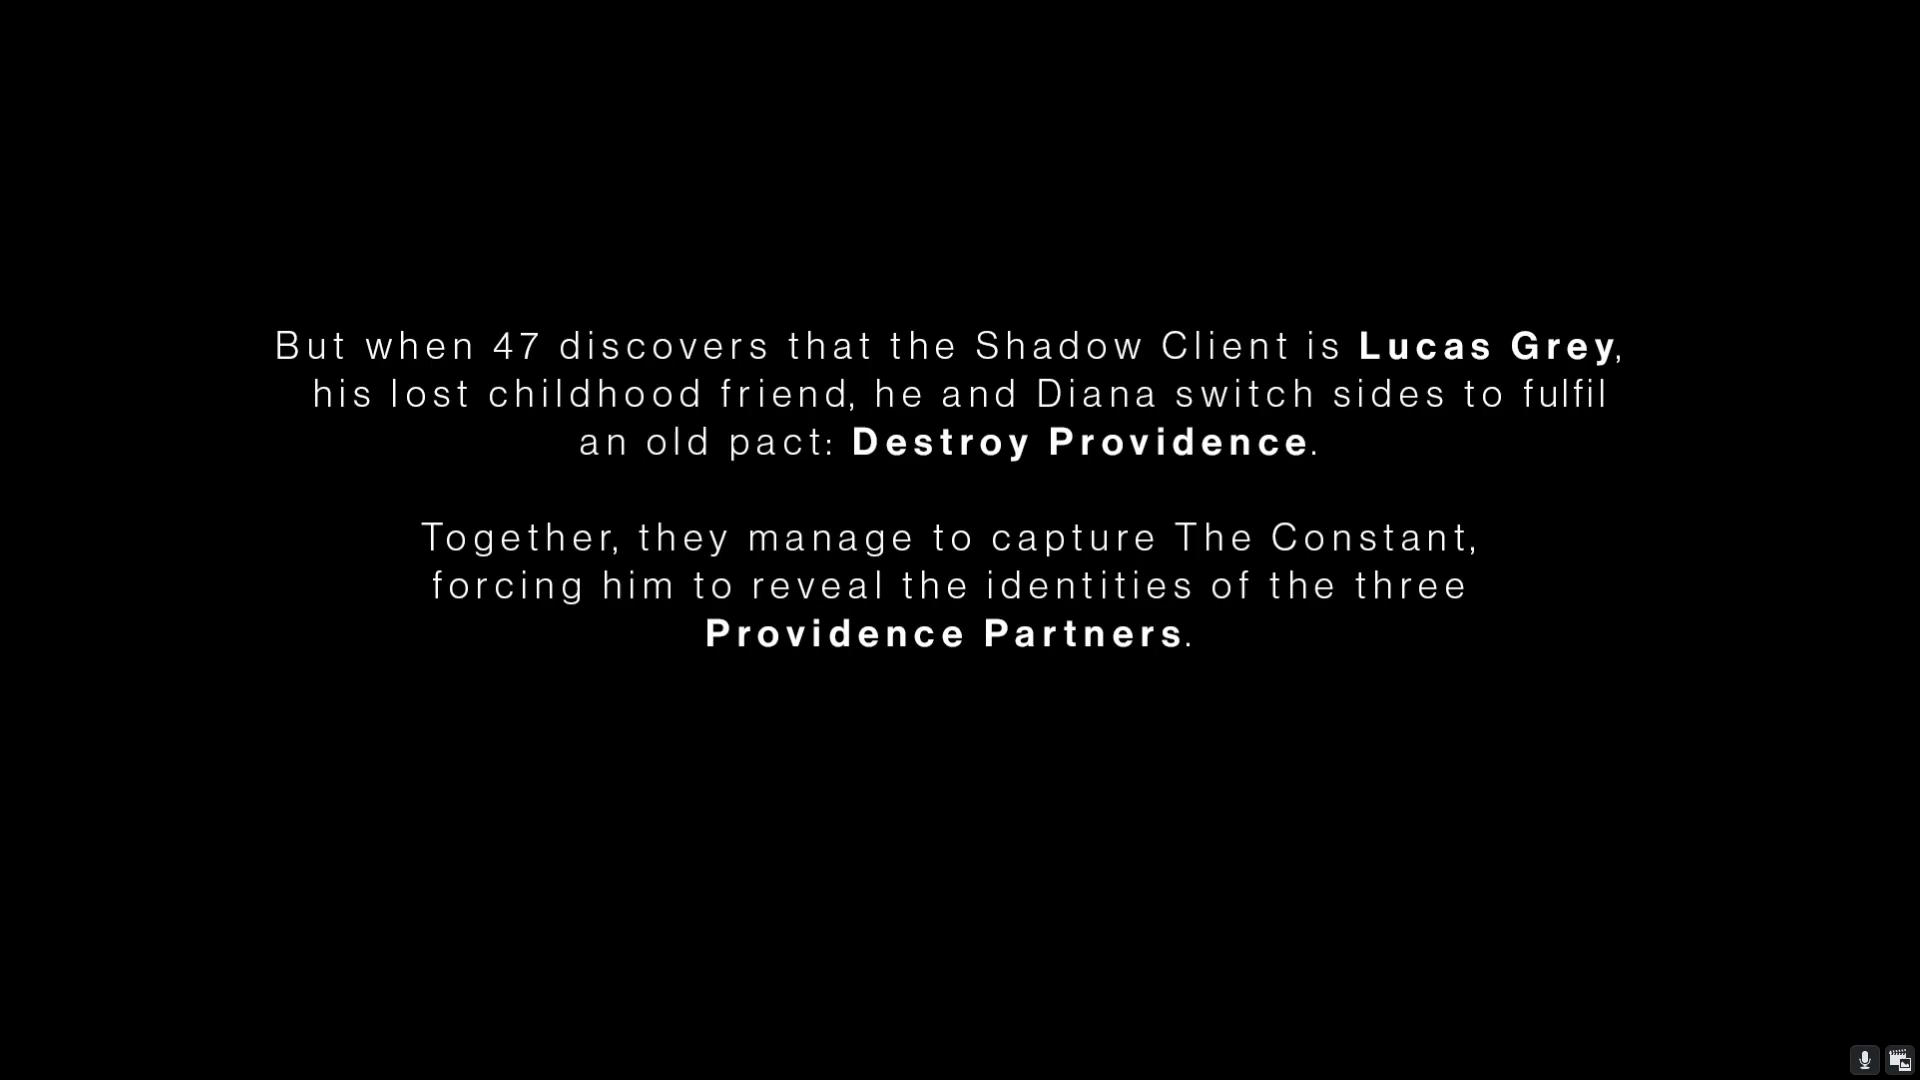 But when 47 discovers that the Shadow Client is Lucas Grey,
his lost childhood friend, he and Diana switch sides to fulfil
an old pact: Destroy Providence.
Together, they manage to capture The Constant,
forcing him to reveal the identities of the three
Providence Partners.